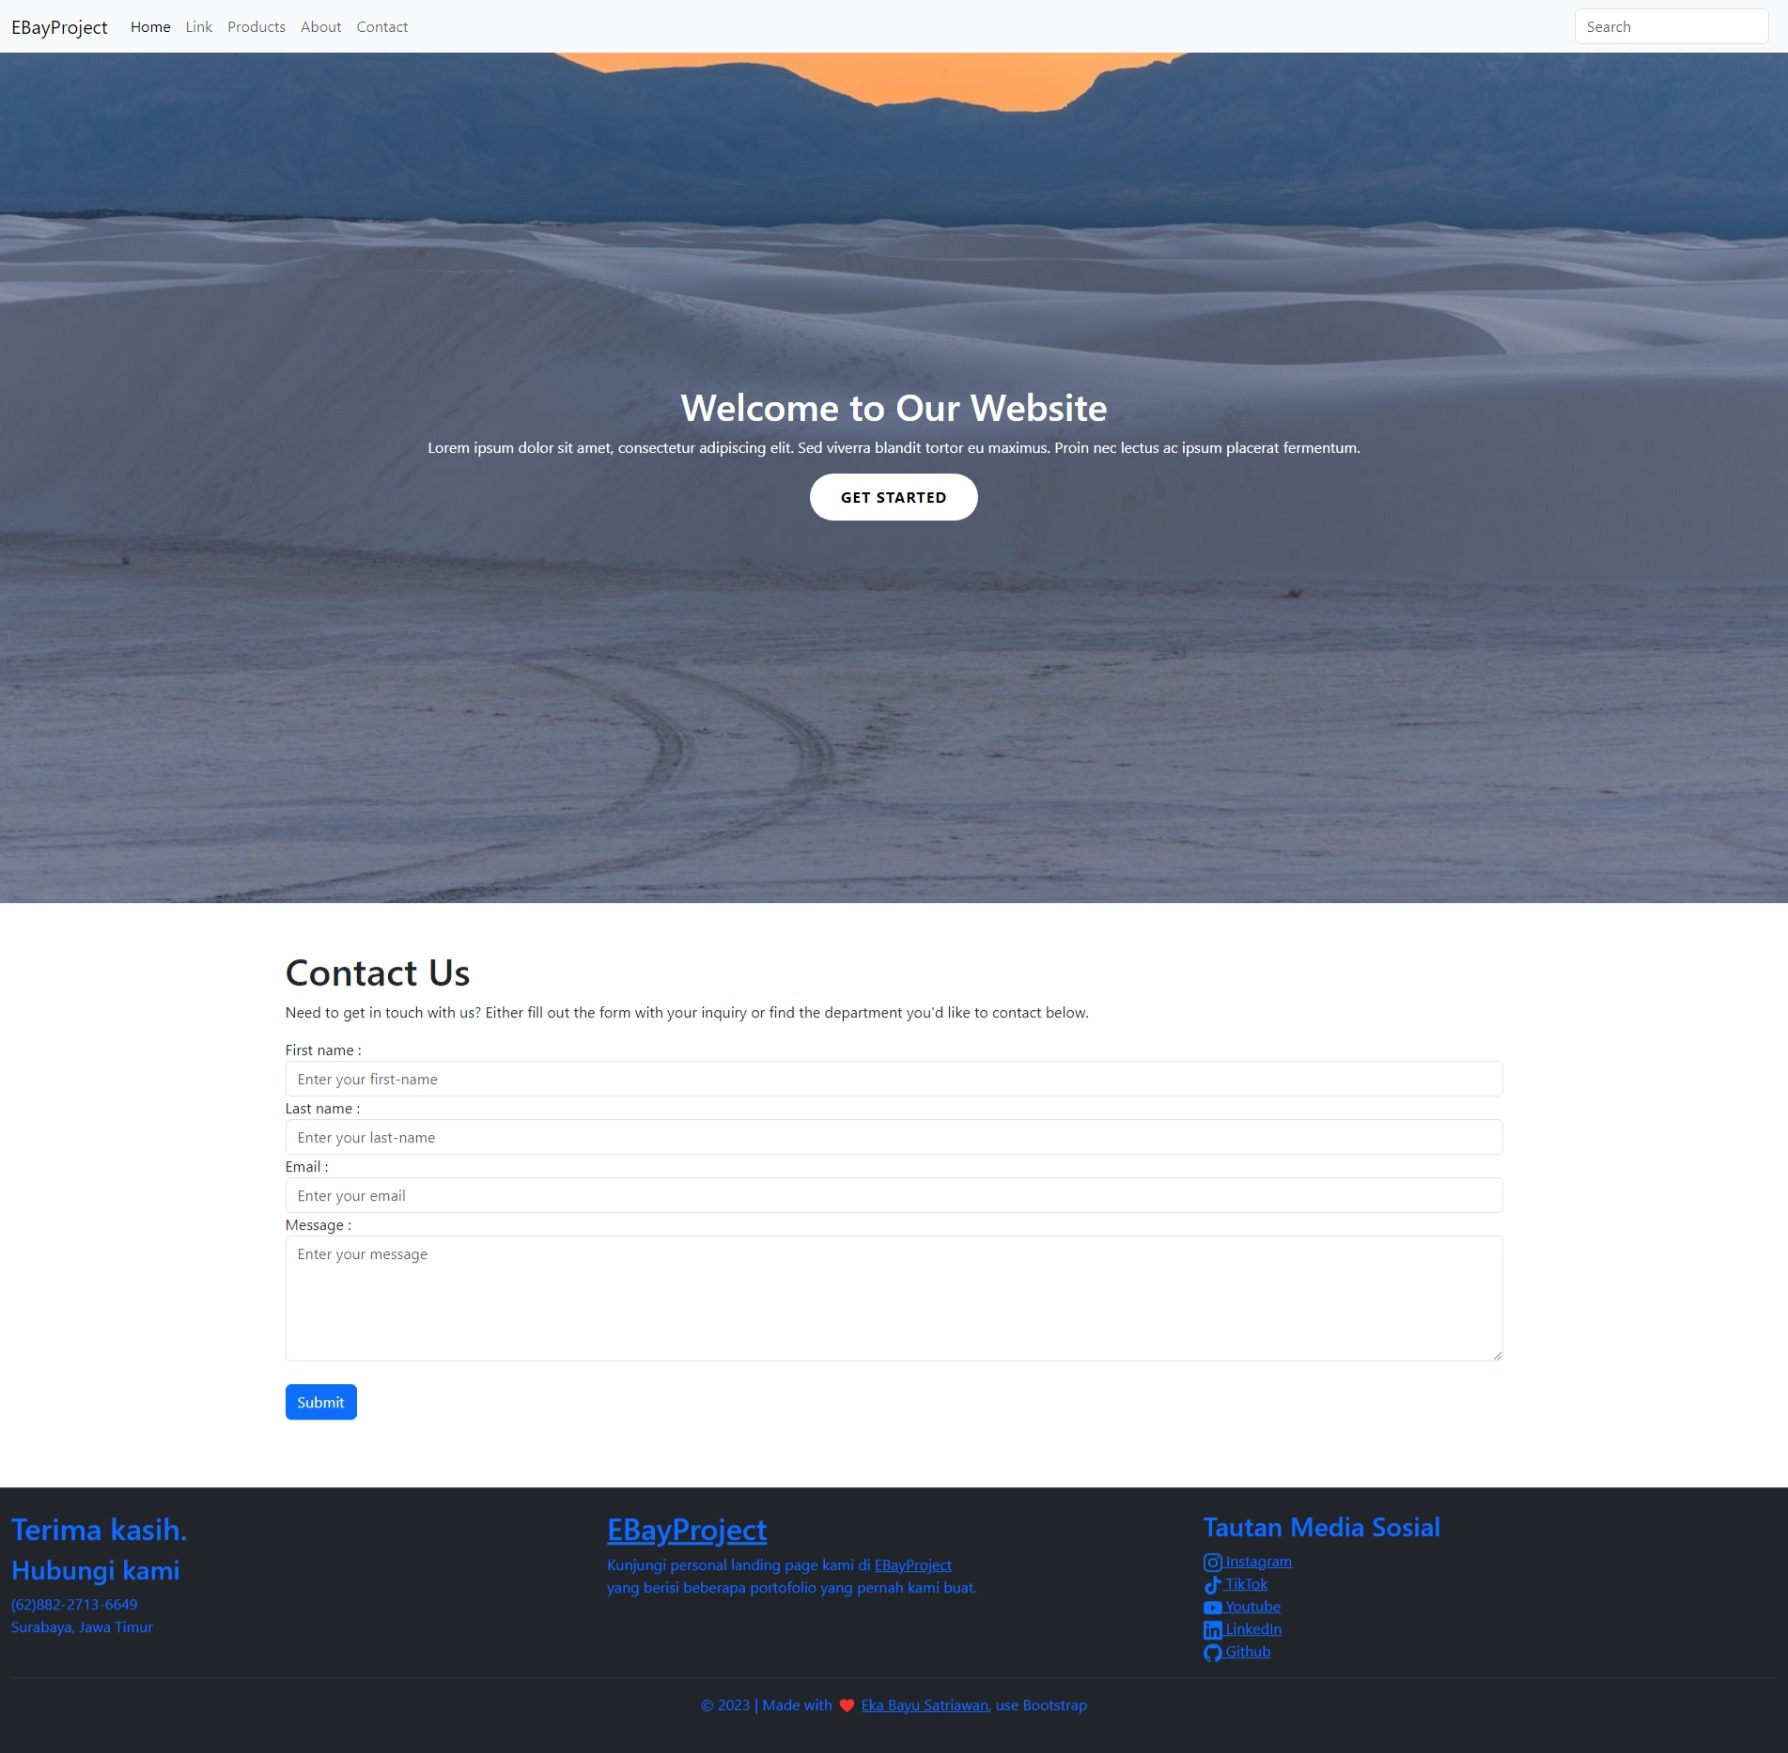 EBayProject Home Link Products About Contact Search
Welcome to Our Website
Lorem ipsum dolor sit amet, consectetur adipiscing elit. Sed viverra blandit tortor eu maximus. Proin nec lectus ac ipsum placerat fermentum.
GET STARTED
Contact Us
Need to get in touch with us? Either fill out the form with your inquiry or find the department you'd like to contact below.
First name :
Enter your first-name
Last name :
Enter your last-name
Email :
Enter your email
Message :
Enter your message
Submit
Terima kasih.
Hubungi kami
(62)882-2713-6649
Surabaya, Jawa Timur
EBayProject
Kunjungi personal landing page kami di EBayProject
yang berisi beberapa portofolio yang pernah kami buat.
Tautan Media Sosial
Instagram
TikTok
Youtube
LinkedIn
Github
© 2023 | Made with ❤️ Eka Bayu Satriawan, use Bootstrap